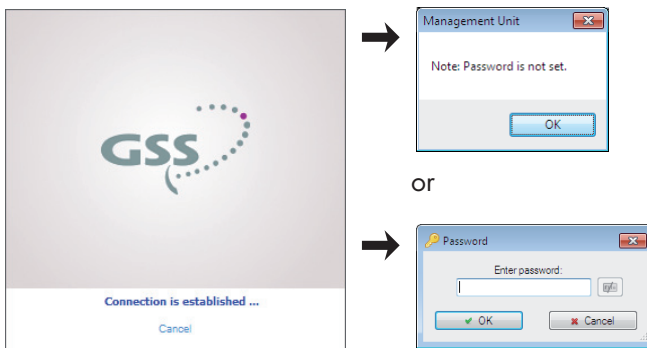 GSS
Connection is established ...
Cancel
Management Unit
Note: Password is not set.
OK
or
Password
Enter password:
OK
Cancel